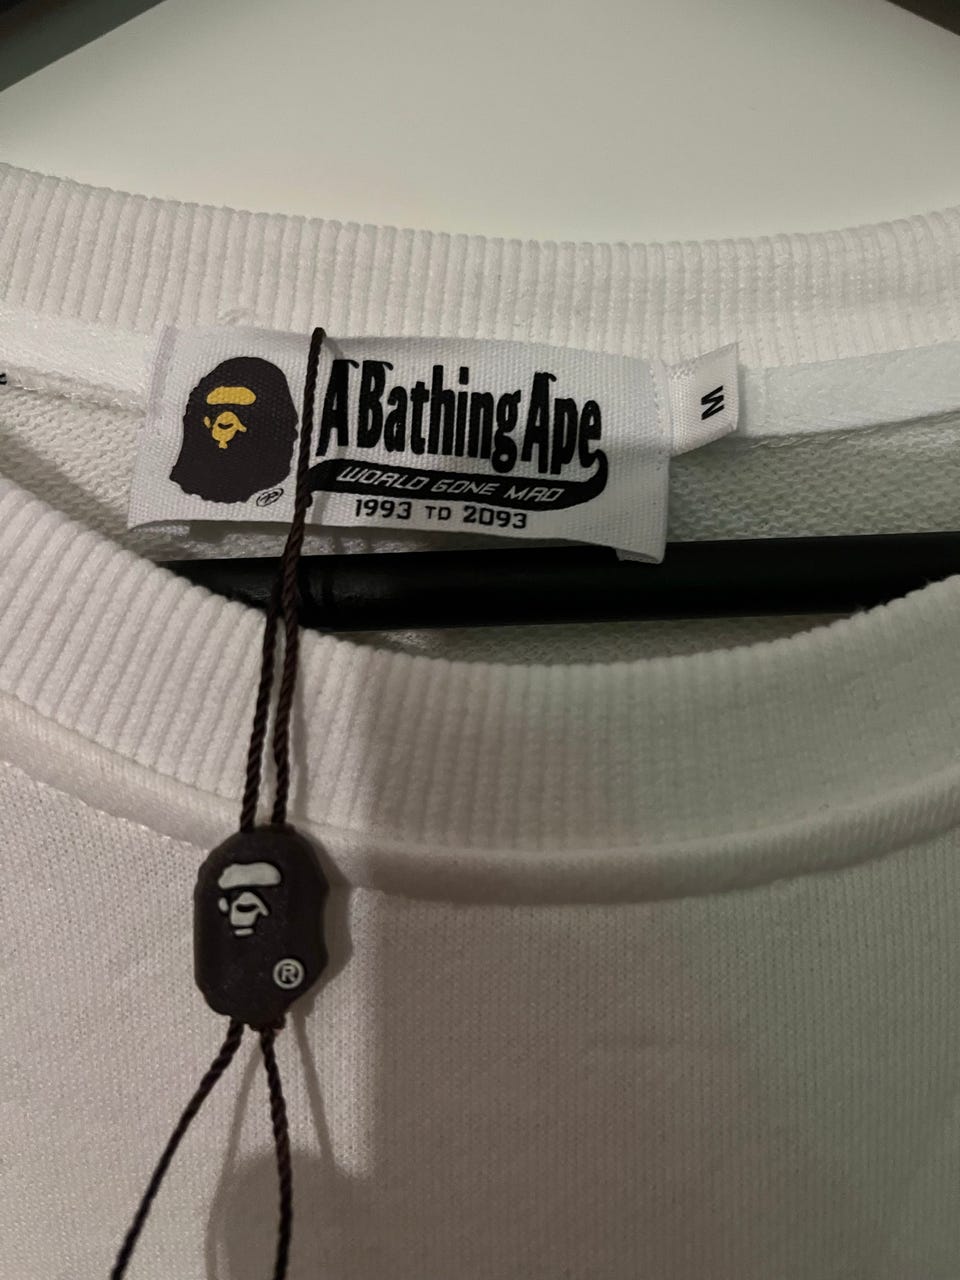 A Bathing Ape
WORLD GONE MAD
1993 TO 2093
M
®